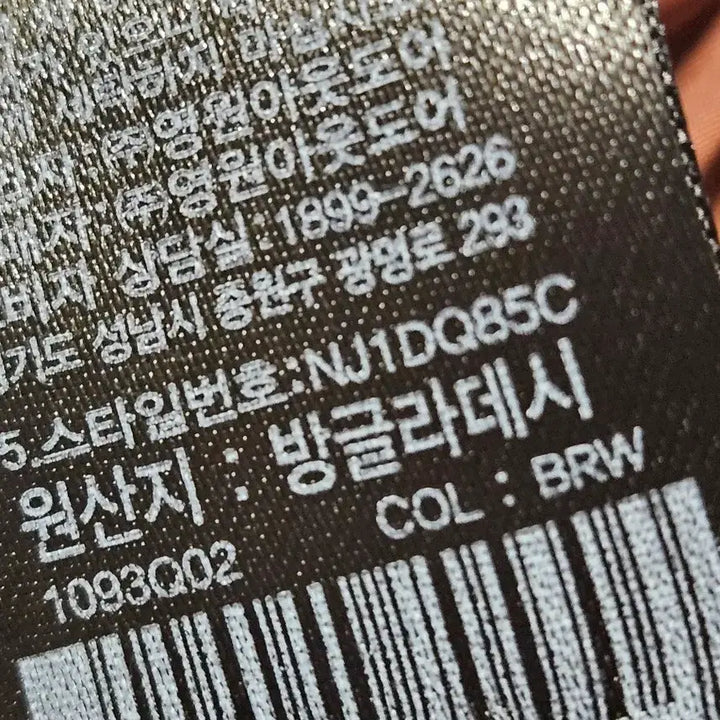 (주)영원아웃도어
:(주)영원아웃도어
비자 상담실:1899-2626
기도 성남시 중원구 광명로 293
5.스타일번호:NJ1DQ85C
원산지 : 방글라데시
COL : BRW
1093Q02